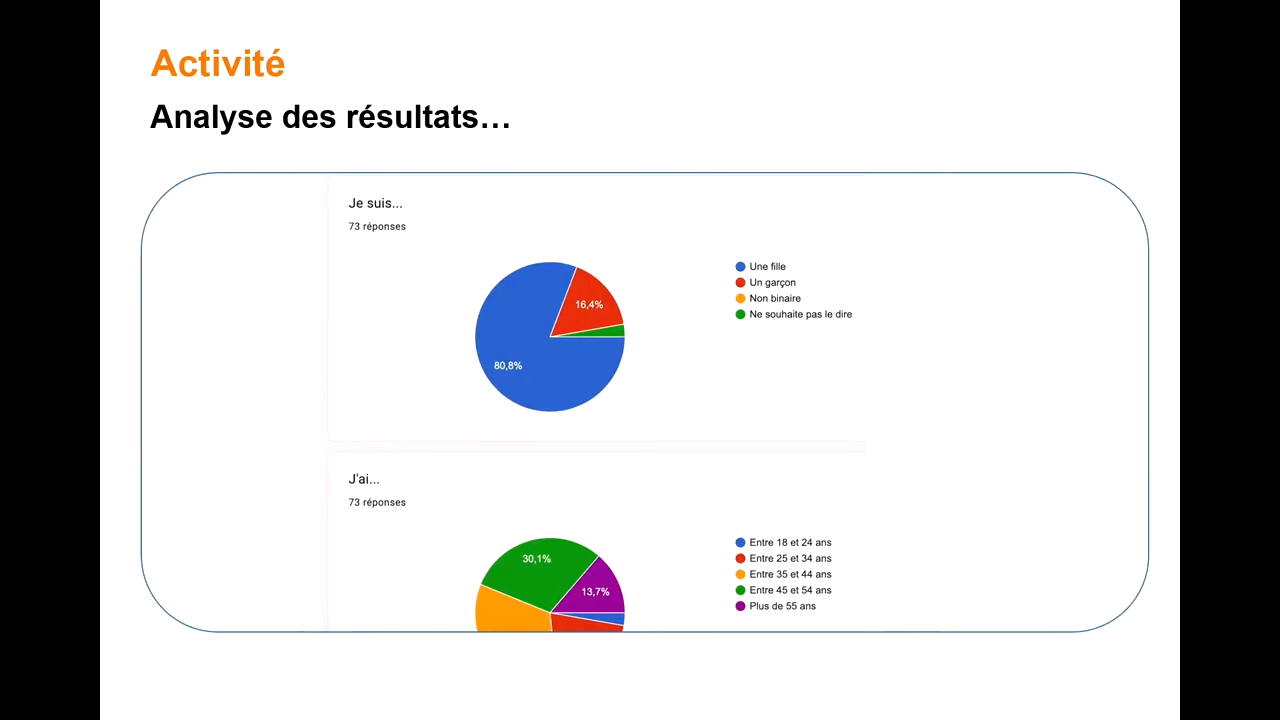 Activité
Analyse des résultats…
Je suis...
73 réponses
16,4%
80,8%
Une fille
Un garçon
Non binaire
Ne souhaite pas le dire
J'ai...
73 réponses
30,1%
13,7%
Entre 18 et 24 ans
Entre 25 et 34 ans
Entre 35 et 44 ans
Entre 45 et 54 ans
Plus de 55 ans